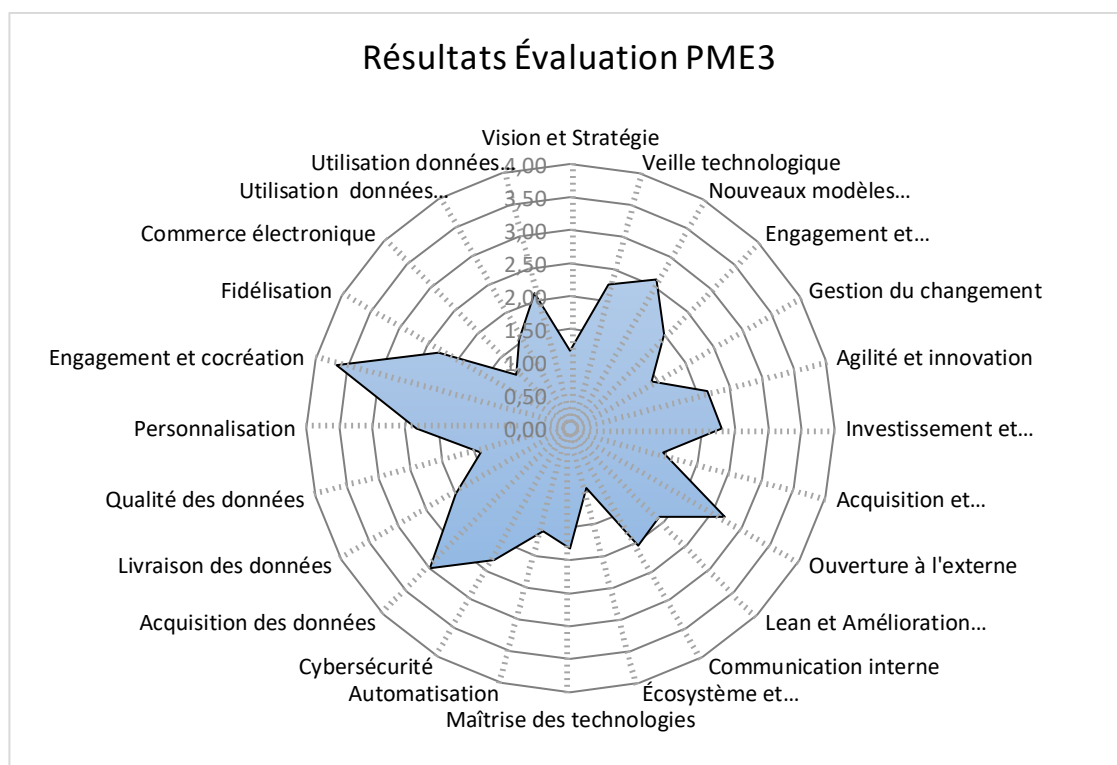 Résultats Évaluation PME3
Vision et Stratégie
Veille technologique
Nouveaux modèles...
Engagement et...
Gestion du changement
Agilité et innovation
Investissement et...
Acquisition et...
Ouverture à l'externe
Lean et Amélioration...
Communication interne
Écosystème et...
Maîtrise des technologies
Automatisation
Cybersécurité
Acquisition des données
Livraison des données
Qualité des données
Personnalisation
Engagement et cocréation
Fidélisation
Commerce électronique
Utilisation  données...
Utilisation données...
4,00
3,50
3,00
2,50
2,00
1,50
1,00
0,50
0,00